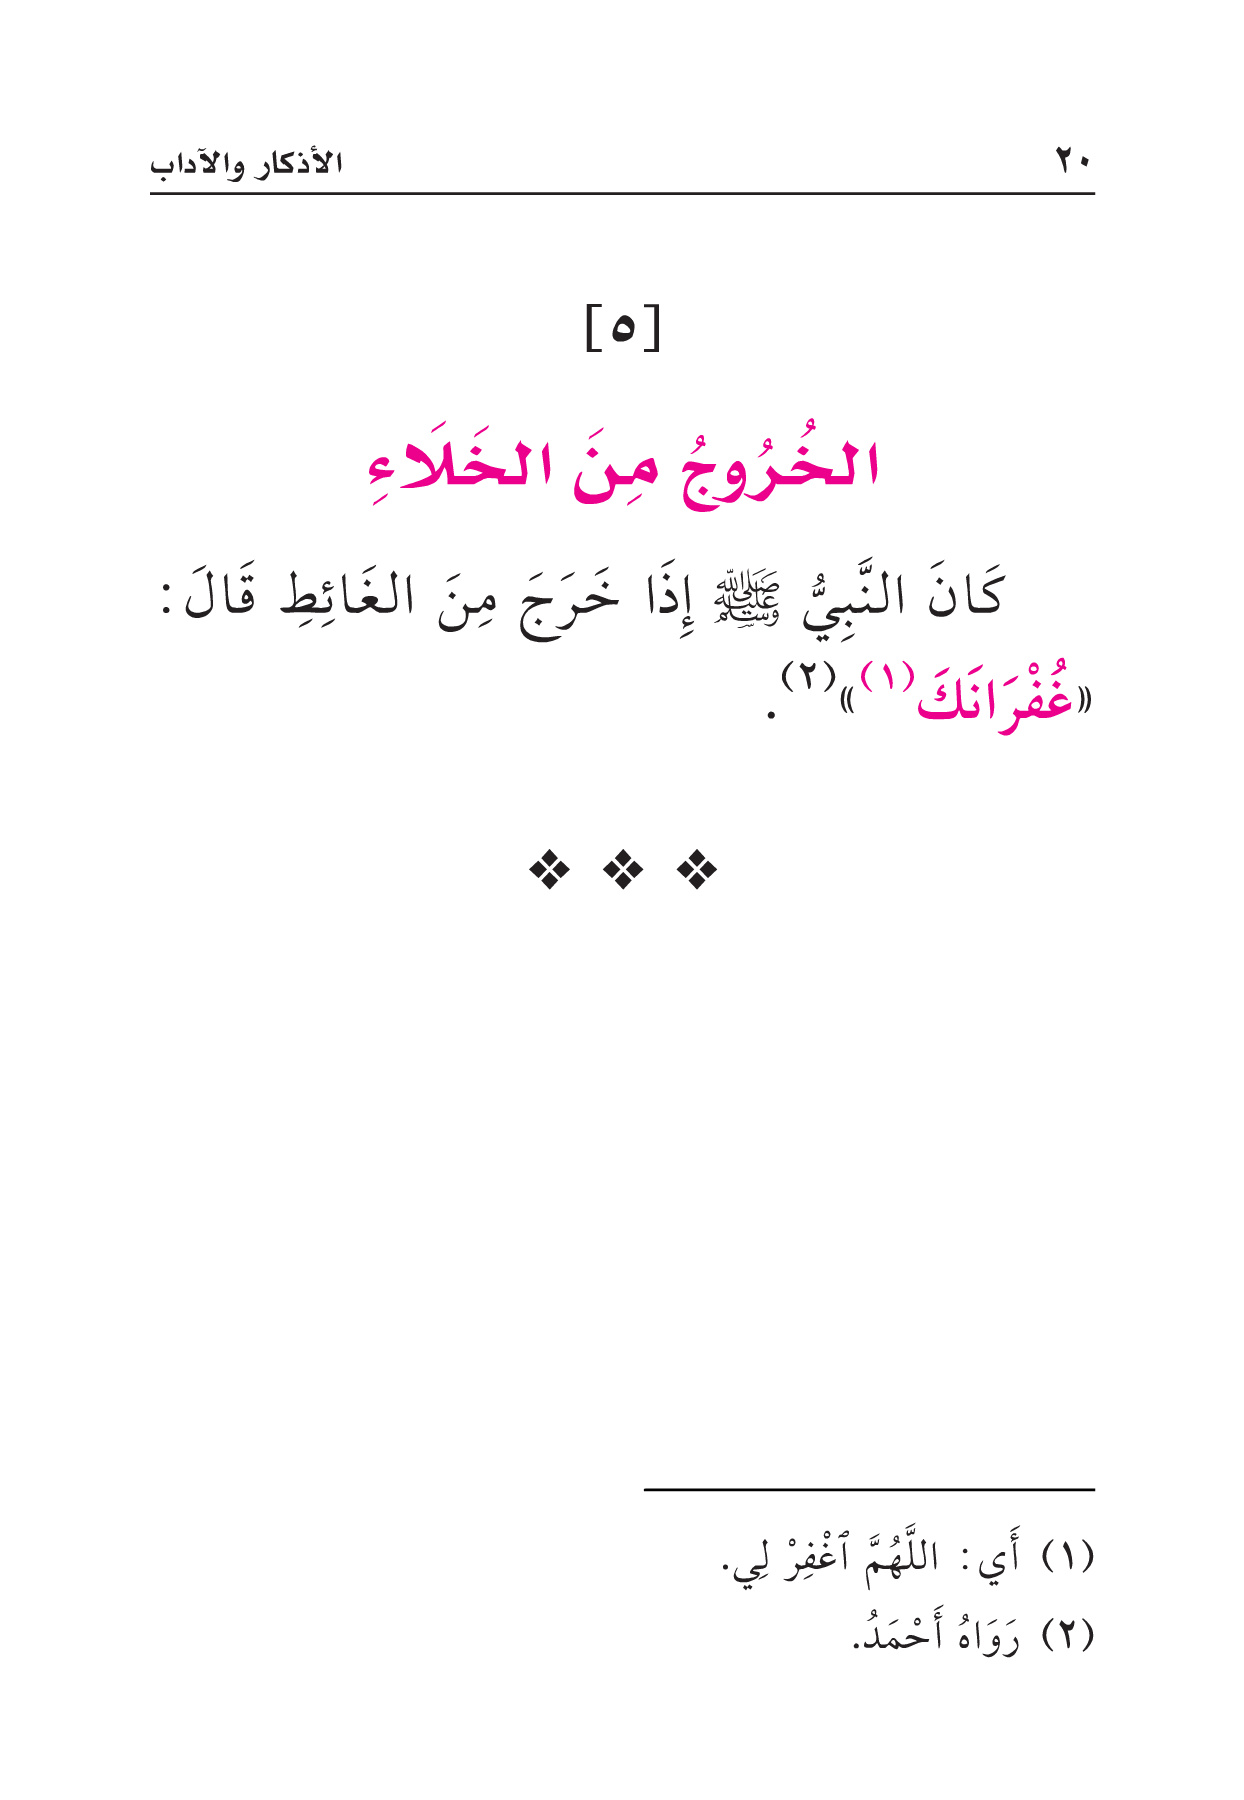 ٢٠
الأذكار والآداب
[٥]
الخُرُوجُ مِنَ الخَلَاءِ
كَانَ النَّبِيُّ ﷺ إِذَا خَرَجَ مِنَ الغَائِطِ قَالَ:
«غُفْرَانَكَ(١)»(٢).
(١) أَي: اللَّهُمَّ ٱغْفِرْ لِي.
(٢) رَوَاهُ أَحْمَدُ.